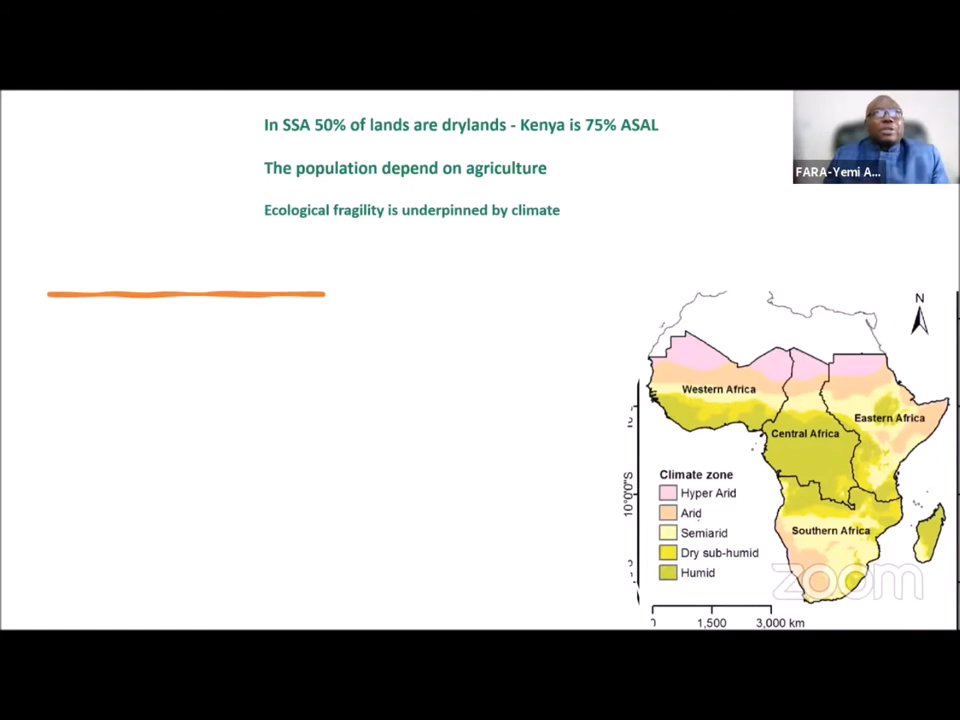 In SSA 50% of lands are drylands - Kenya is 75% ASAL
The population depend on agriculture
Ecological fragility is underpinned by climate
FARA-Yemi A...
N
Western Africa
Eastern Africa
Central Africa
Southern Africa
Climate zone
Hyper Arid
Arid
Semiarid
Dry sub-humid
Humid
10°0'0"S
zoom
0 1,500 3,000 km